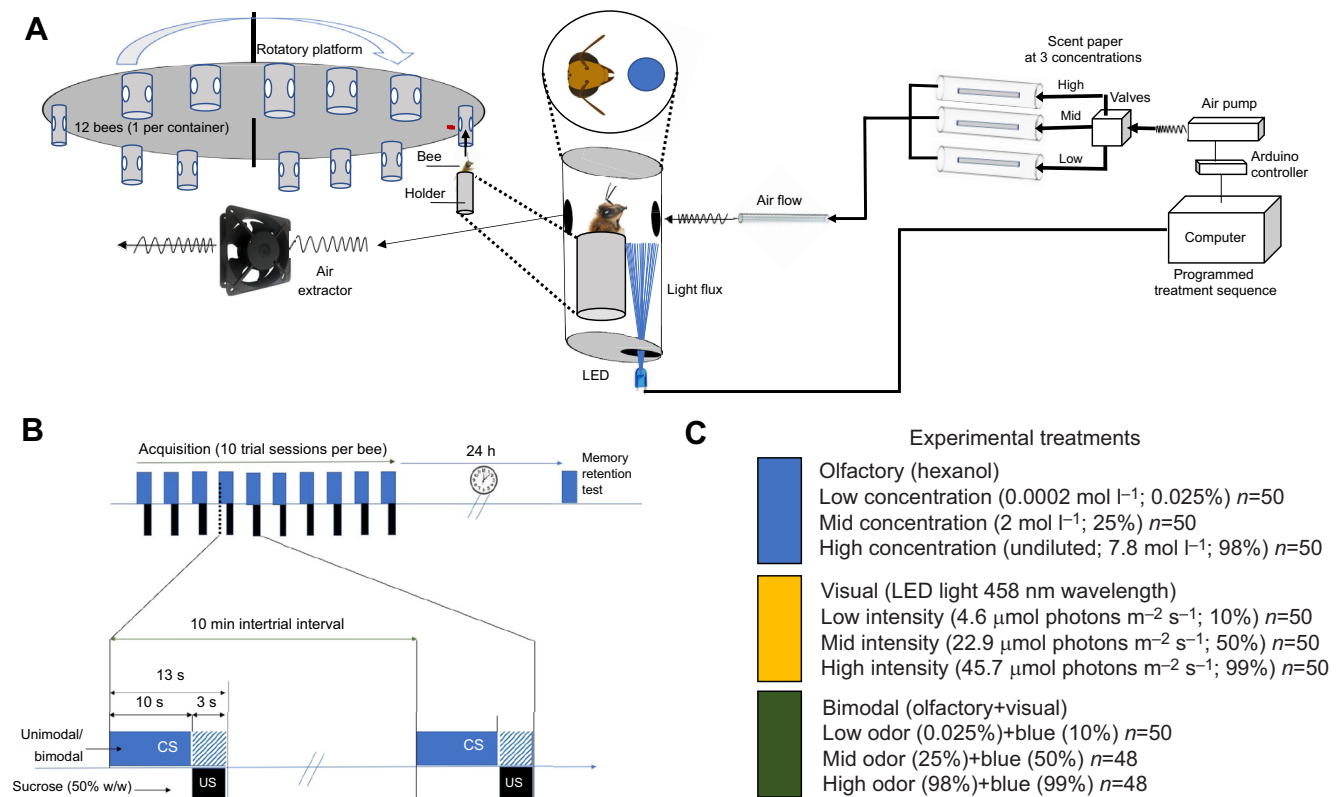 A
Rotatory platform
12 bees (1 per container)
Bee
Holder
Air
extractor
LED
Light flux
Air flow
Scent paper
at 3 concentrations
High
Mid
Low
Valves
Air pump
Arduino
controller
Computer
Programmed
treatment sequence
B
Acquisition (10 trial sessions per bee)
24 h
Memory
retention
test
10 min intertrial interval
13 s
10 s
3 s
Unimodal/
bimodal
CS
CS
Sucrose (50% w/w)
US
US
C
Experimental treatments
Olfactory (hexanol)
Low concentration (0.0002 mol l⁻¹; 0.025%) n=50
Mid concentration (2 mol l⁻¹; 25%) n=50
High concentration (undiluted; 7.8 mol l⁻¹; 98%) n=50
Visual (LED light 458 nm wavelength)
Low intensity (4.6 µmol photons m⁻² s⁻¹; 10%) n=50
Mid intensity (22.9 µmol photons m⁻² s⁻¹; 50%) n=50
High intensity (45.7 µmol photons m⁻² s⁻¹; 99%) n=50
Bimodal (olfactory+visual)
Low odor (0.025%)+blue (10%) n=50
Mid odor (25%)+blue (50%) n=48
High odor (98%)+blue (99%) n=48